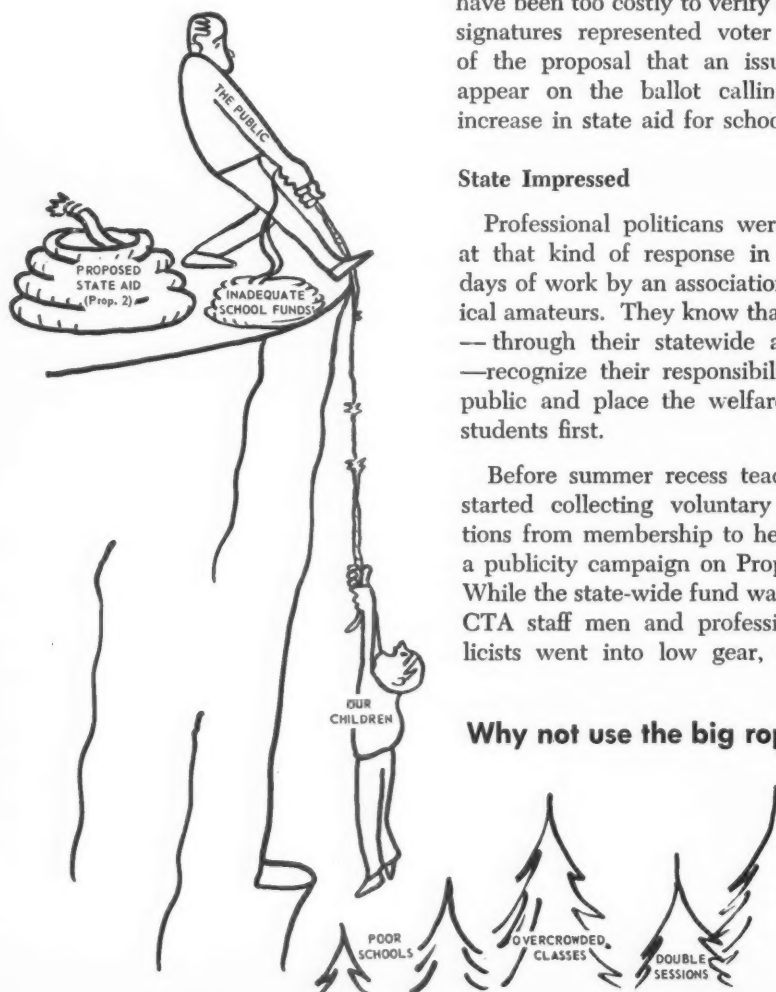 THE PUBLIC
PROPOSED
STATE AID
(Prop. 2)
INADEQUATE
SCHOOL FUNDS
OUR
CHILDREN
POOR
SCHOOLS
OVERCROWDED
CLASSES
DOUBLE
SESSIONS
have been too costly to verify
signatures represented voter
of the proposal that an issu
appear on the ballot callin
increase in state aid for schoo
State Impressed
Professional politicans wer
at that kind of response in
days of work by an association
ical amateurs. They know tha
— through their statewide a
—recognize their responsibil
public and place the welfare
students first.
Before summer recess teac
started collecting voluntary
tions from membership to he
a publicity campaign on Prop
While the state-wide fund wa
CTA staff men and professi
licists went into low gear,
Why not use the big rop